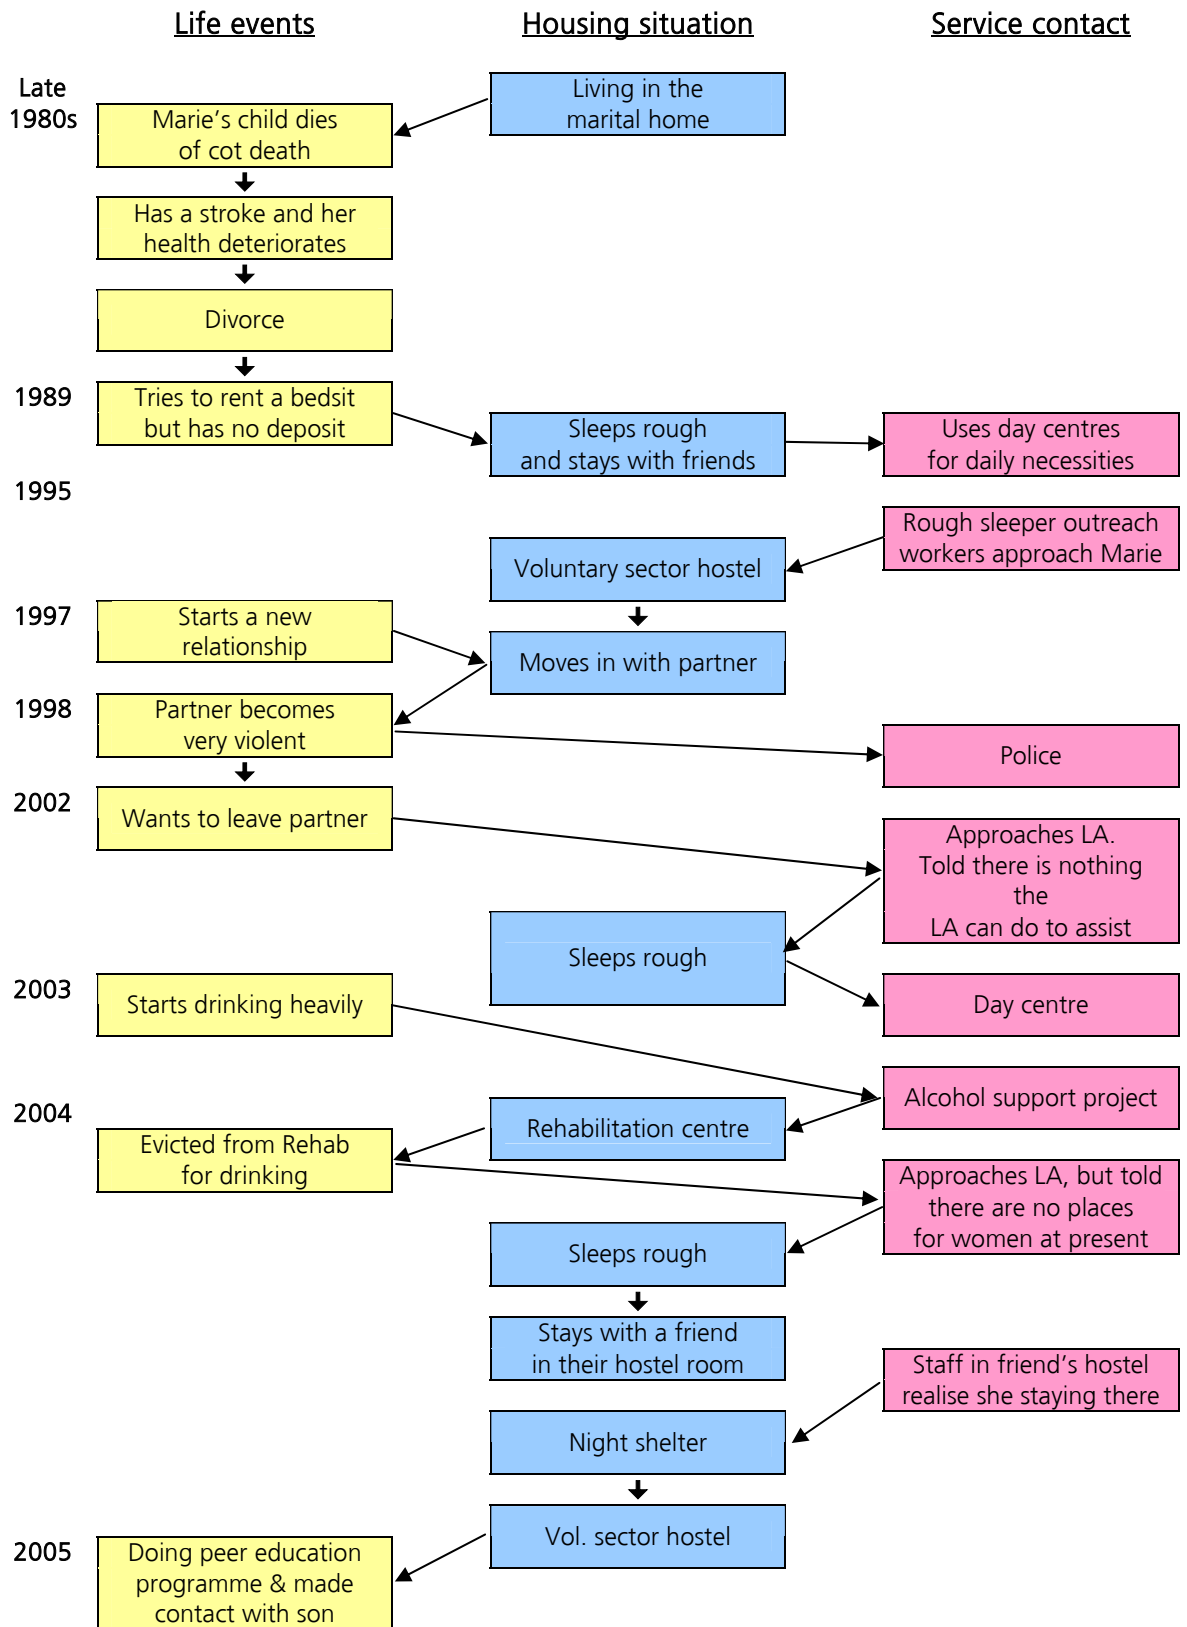 Life events
Housing situation
Service contact
Late
1980s
Living in the
marital home
Marie's child dies
of cot death
Has a stroke and her
health deteriorates
Divorce
1989
Tries to rent a bedsit
but has no deposit
Sleeps rough
and stays with friends
Uses day centres
for daily necessities
1995
Rough sleeper outreach
workers approach Marie
Voluntary sector hostel
1997
Starts a new
relationship
Moves in with partner
1998
Partner becomes
very violent
Police
2002
Wants to leave partner
Approaches LA.
Told there is nothing
the
LA can do to assist
Sleeps rough
2003
Starts drinking heavily
Day centre
Alcohol support project
2004
Rehabilitation centre
Evicted from Rehab
for drinking
Approaches LA, but told
there are no places
for women at present
Sleeps rough
Stays with a friend
in their hostel room
Staff in friend's hostel
realise she staying there
Night shelter
Vol. sector hostel
2005
Doing peer education
programme & made
contact with son